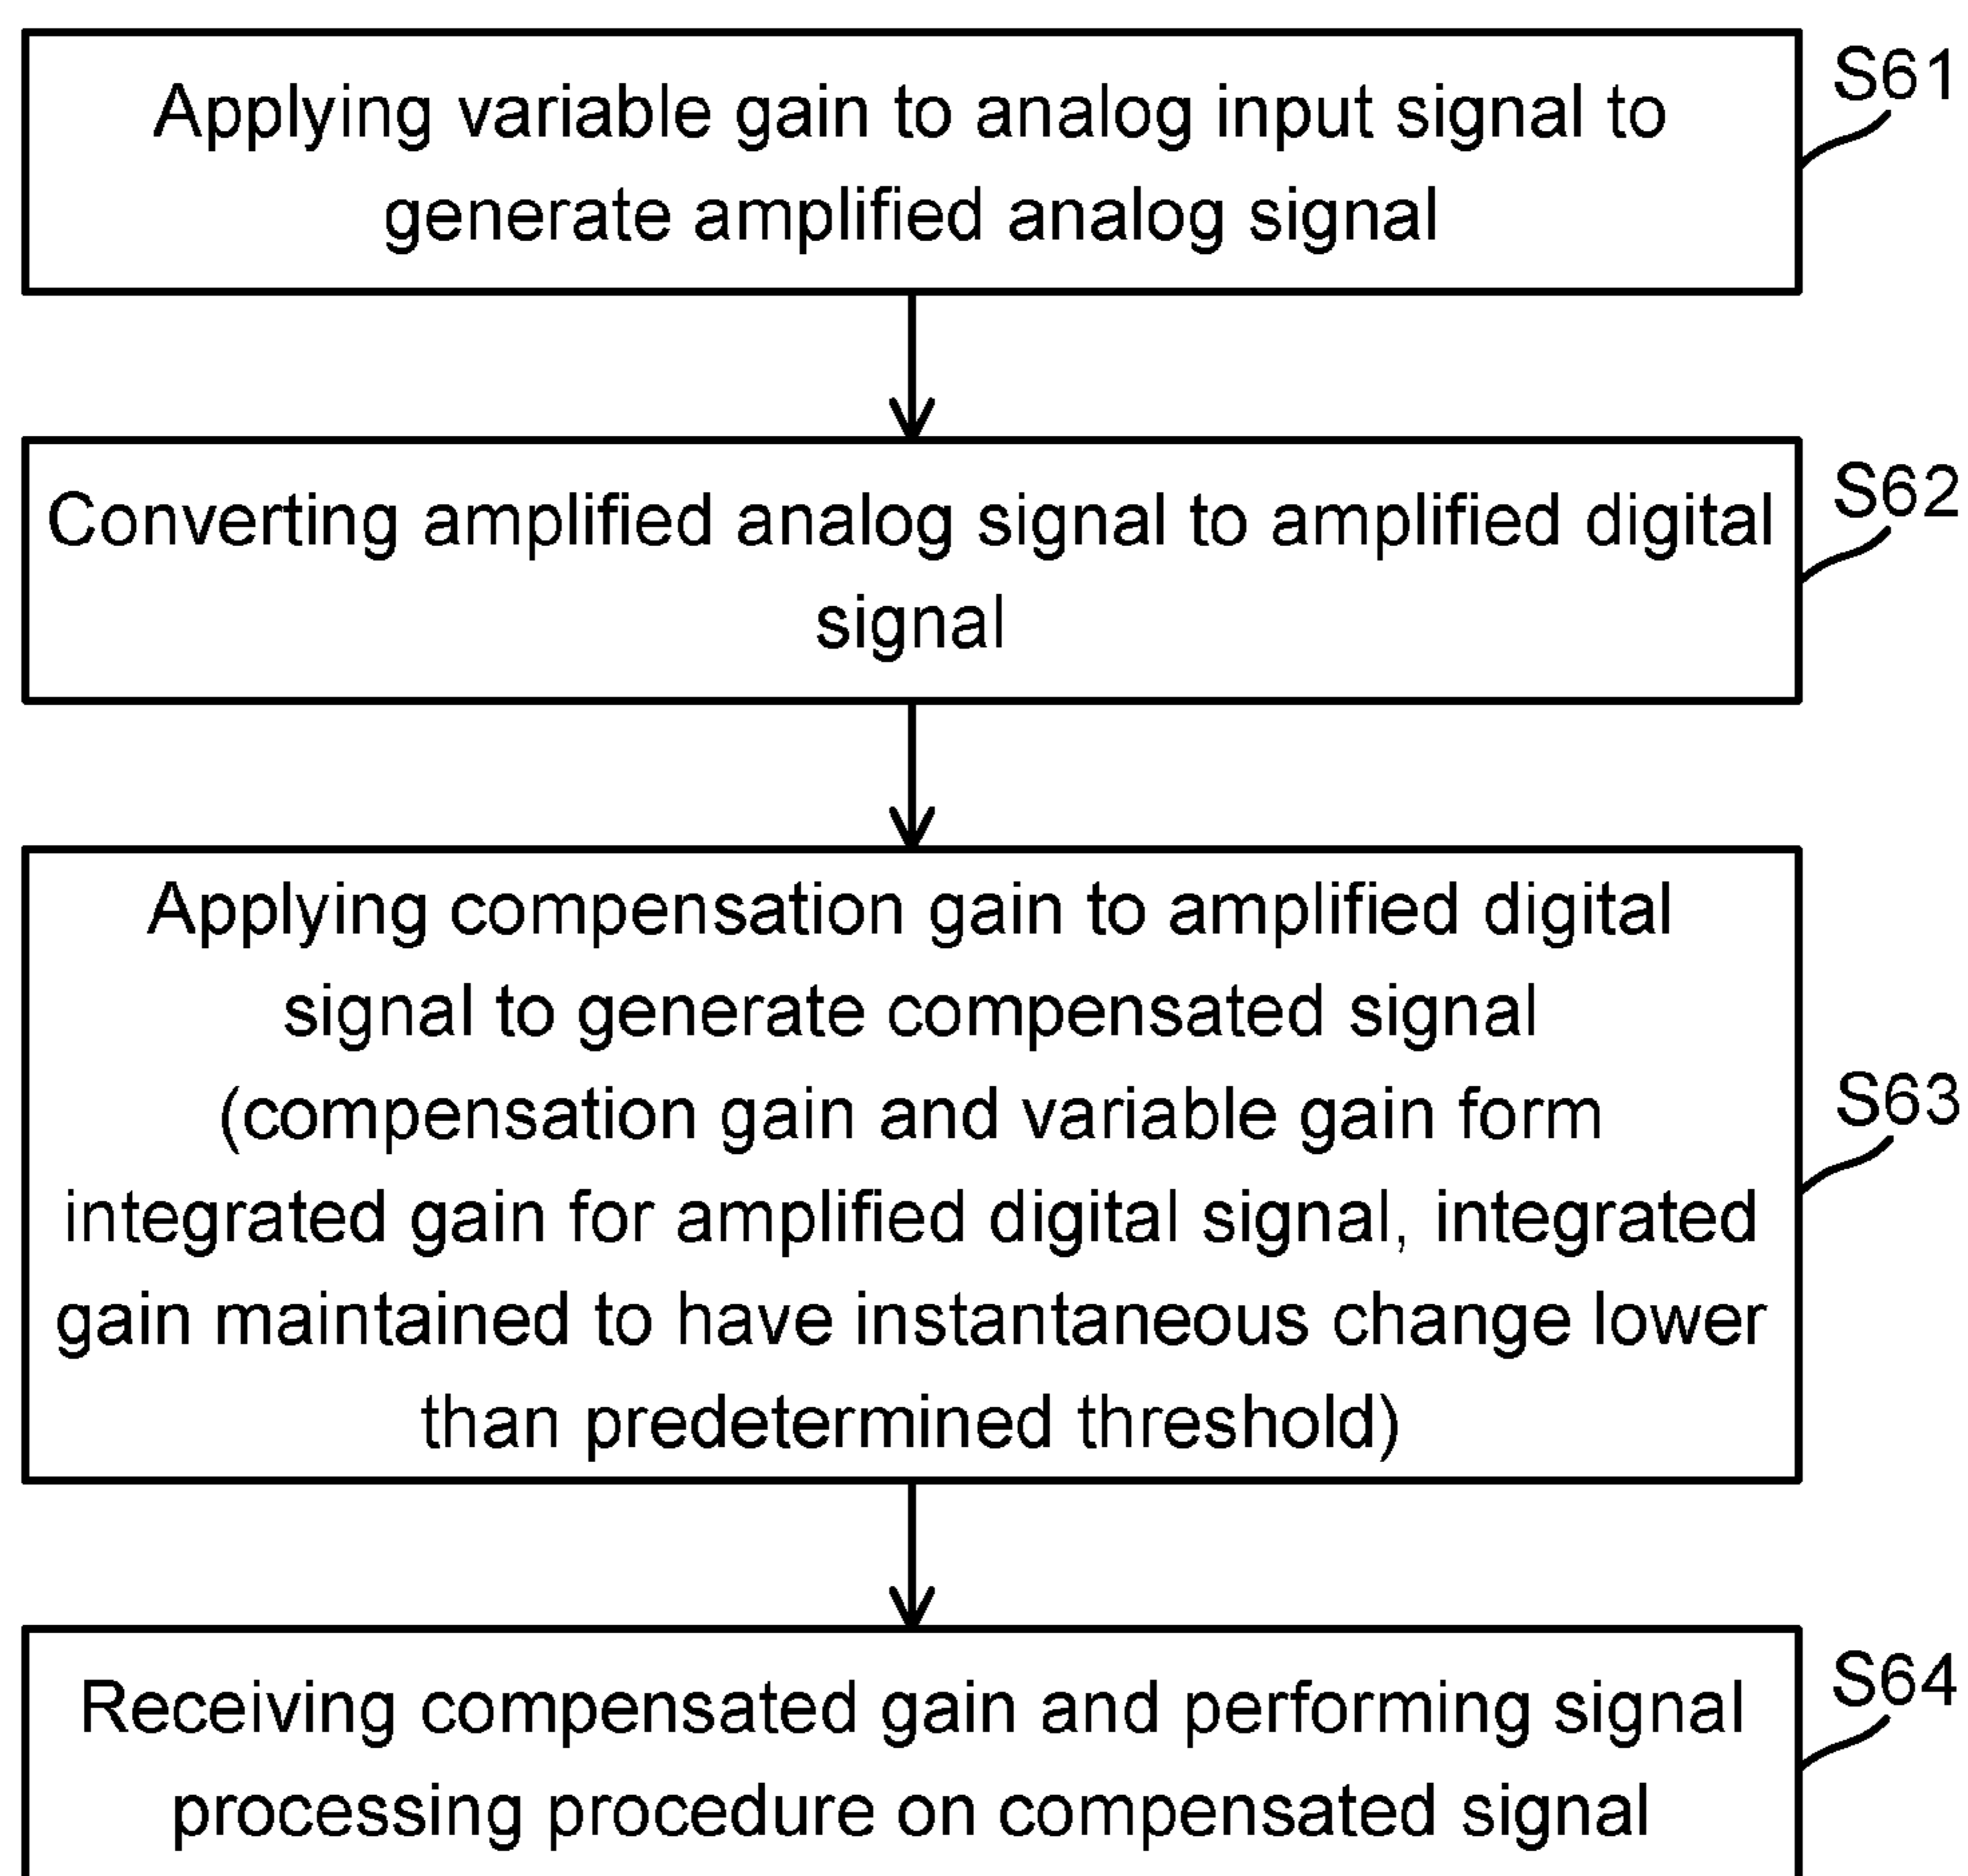 Applying variable gain to analog input signal to
generate amplified analog signal
S61
Converting amplified analog signal to amplified digital
signal
S62
Applying compensation gain to amplified digital
signal to generate compensated signal
(compensation gain and variable gain form
integrated gain for amplified digital signal, integrated
gain maintained to have instantaneous change lower
than predetermined threshold)
S63
Receiving compensated gain and performing signal
processing procedure on compensated signal
S64